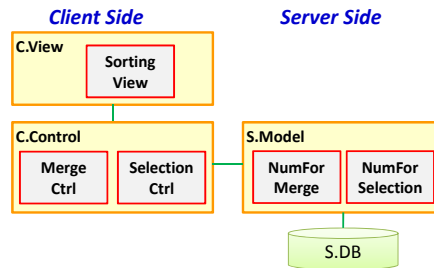 Client Side
Server Side
C.View
Sorting
View
C.Control
Merge
Ctrl
Selection
Ctrl
S.Model
NumFor
Merge
NumFor
Selection
S.DB